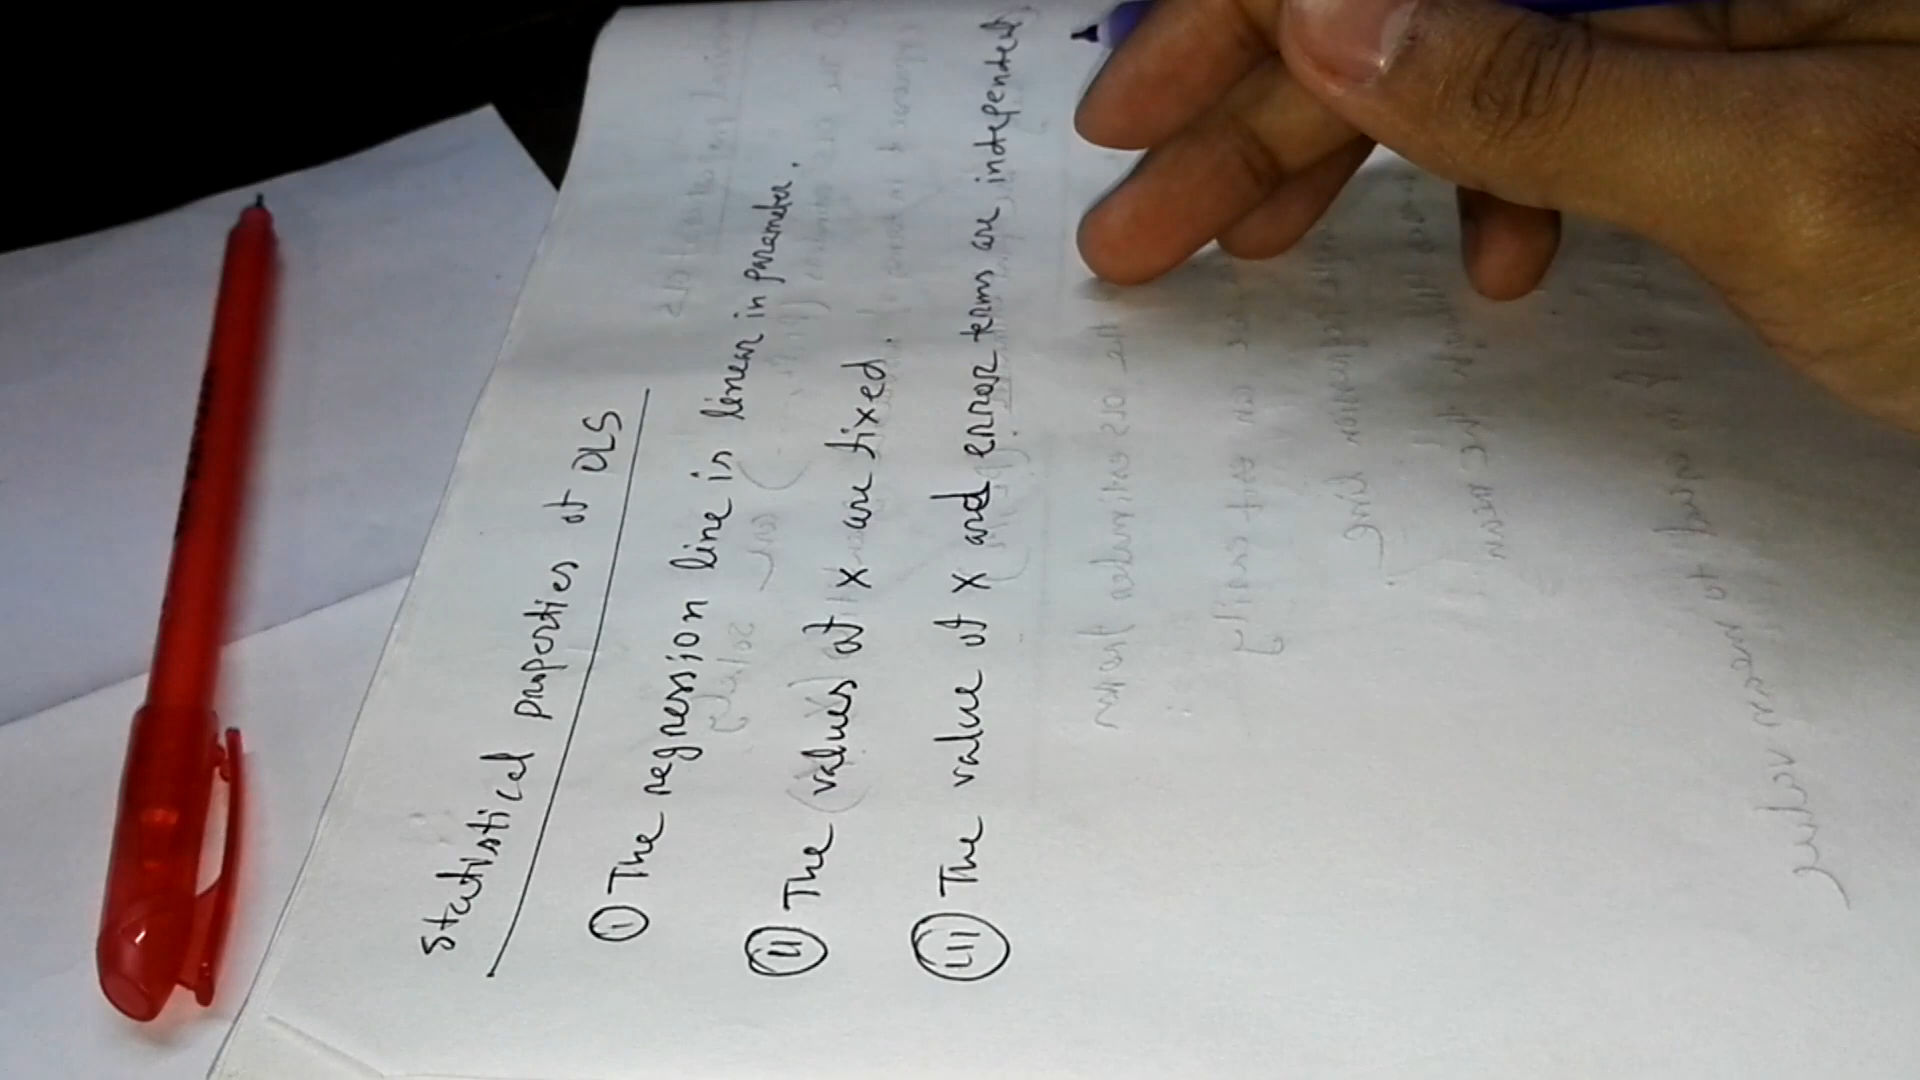 Statistical properties of OLS
(i) The regression line is linear in parameter.
(ii) The values of x are fixed.
(iii) The value of x and error terms are independent